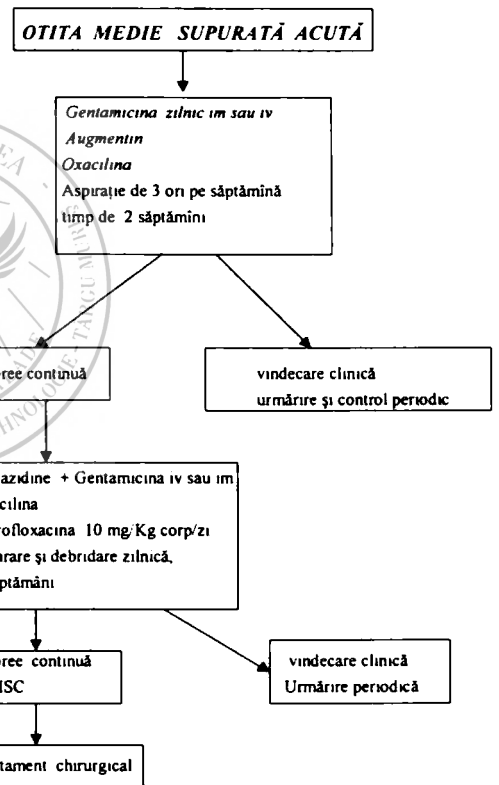 OTITA MEDIE SUPURATĂ ACUTĂ
Gentamicina zilnic im sau iv
Augmentin
Oxacilina
Aspirație de 3 ori pe săptămînă
timp de 2 săptămîni
ree continuă
vindecare clinică
urmărire și control periodic
azidine + Gentamicina iv sau im
cilina
rofloxacina 10 mg/Kg corp/zi
rare și debridare zilnică,
ptămâni
ree continuă
ISC
vindecare clinică
Urmărire periodică
tament chirurgical